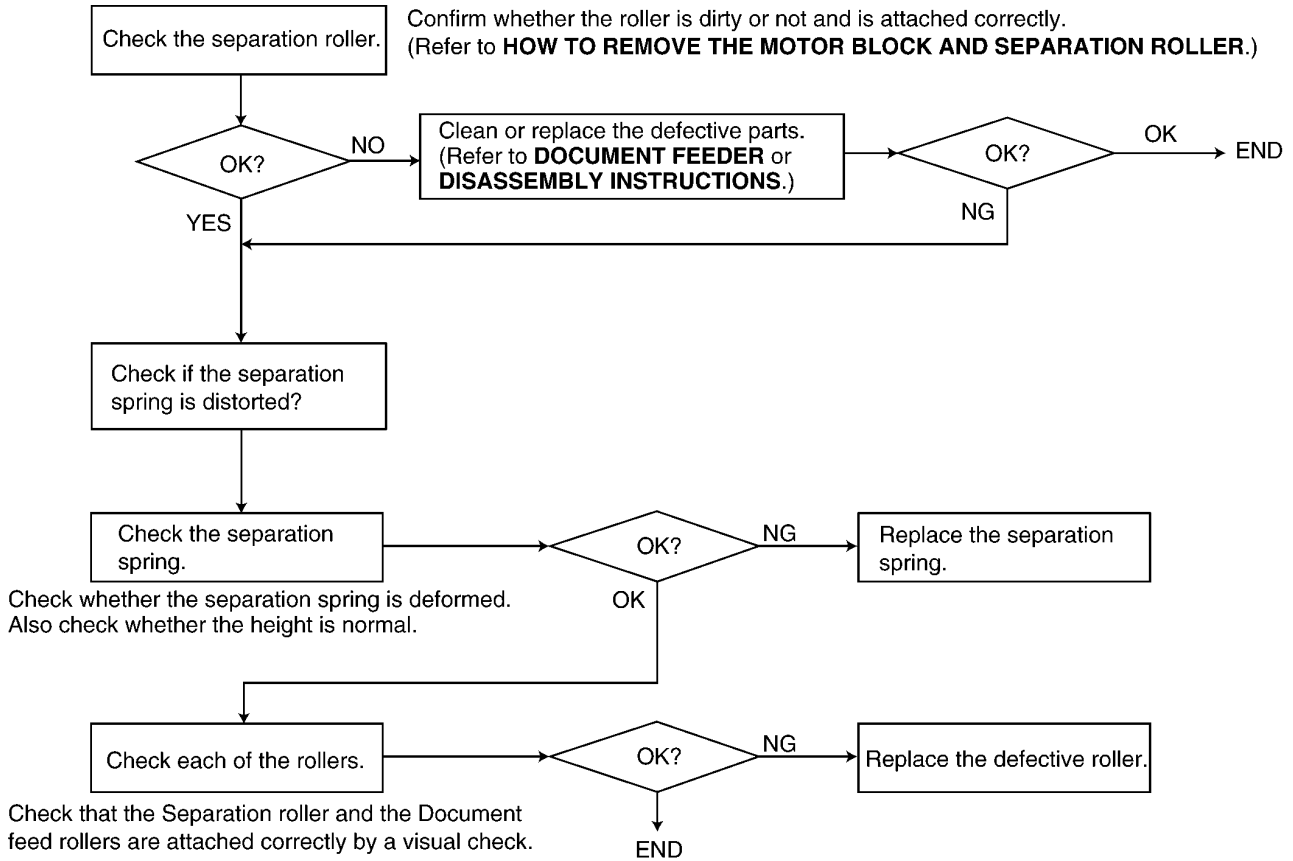 Check the separation roller.
Confirm whether the roller is dirty or not and is attached correctly.
(Refer to HOW TO REMOVE THE MOTOR BLOCK AND SEPARATION ROLLER.)
OK?
NO
Clean or replace the defective parts.
(Refer to DOCUMENT FEEDER or
DISASSEMBLY INSTRUCTIONS.)
OK?
OK
END
YES
NG
Check if the separation
spring is distorted?
Check the separation
spring.
OK?
NG
Replace the separation
spring.
Check whether the separation spring is deformed.
Also check whether the height is normal.
OK
Check each of the rollers.
OK?
NG
Replace the defective roller.
Check that the Separation roller and the Document
feed rollers are attached correctly by a visual check.
END